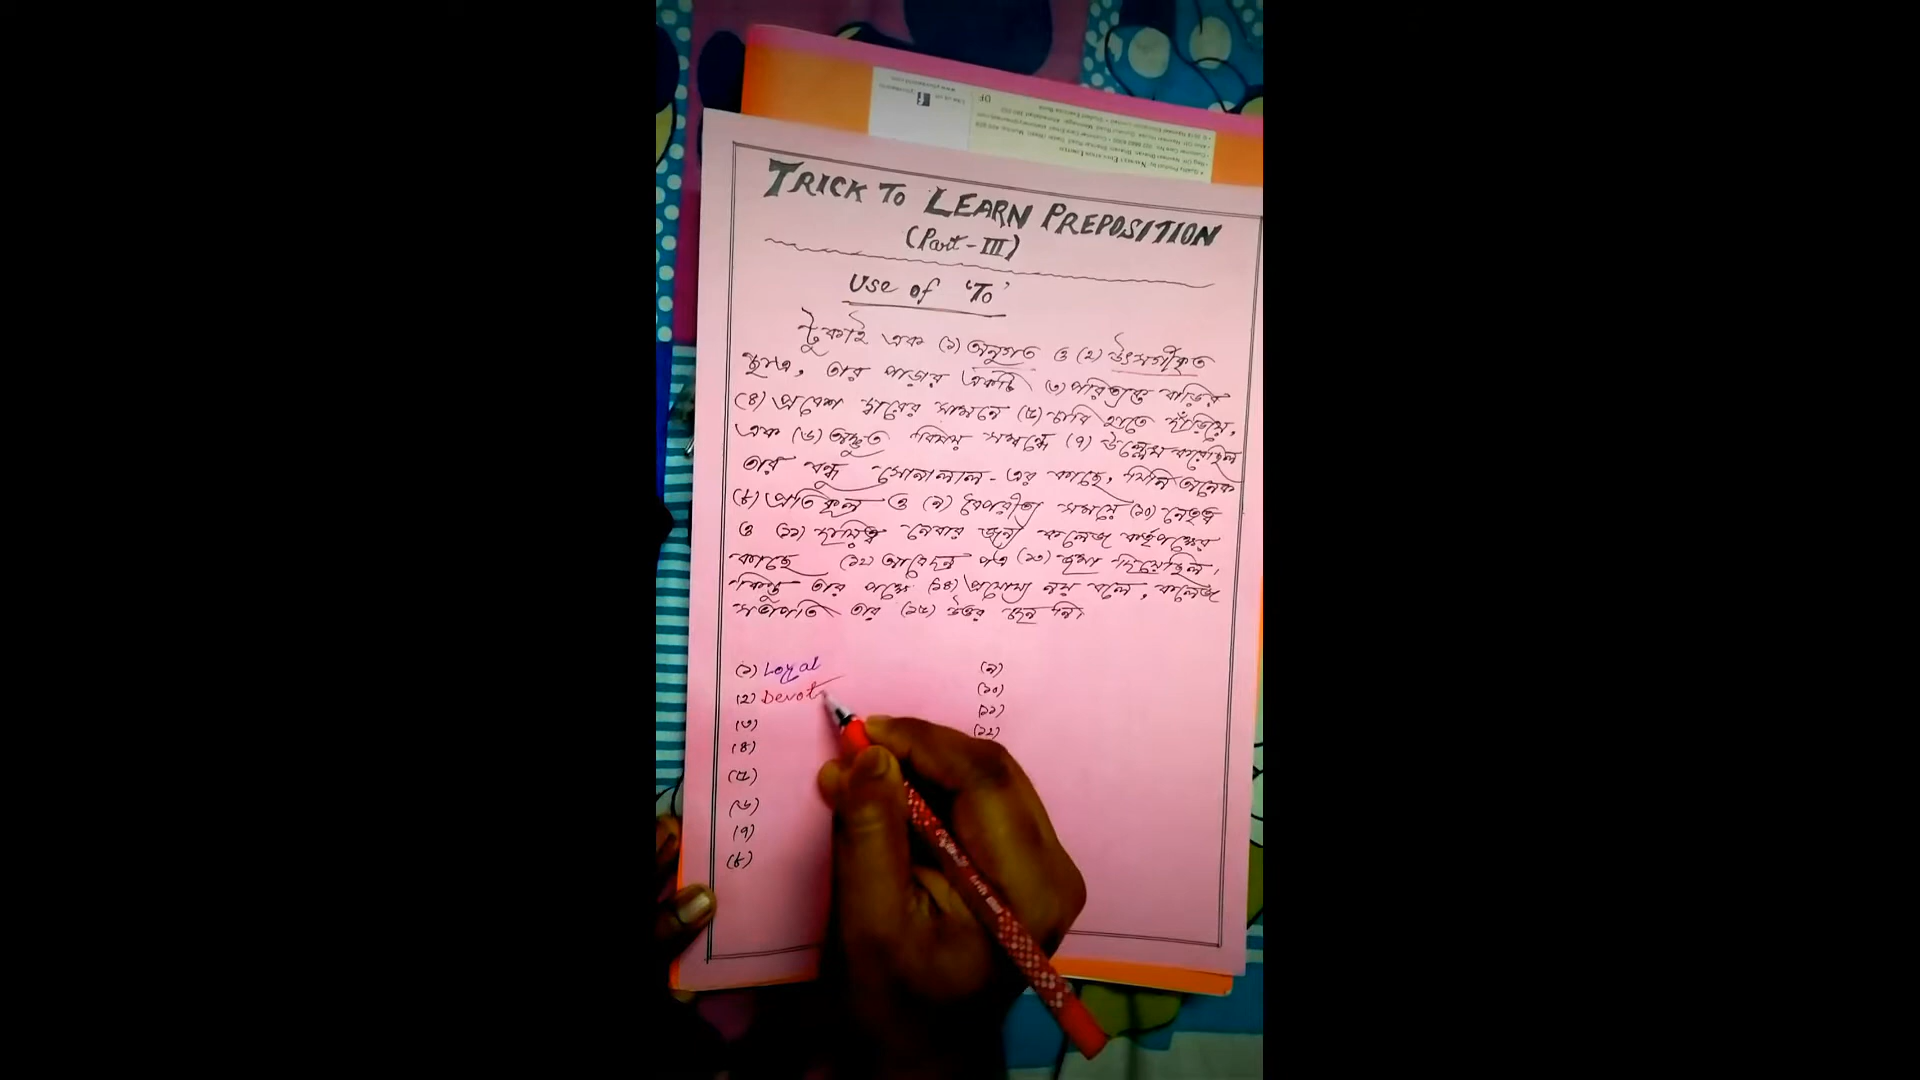 TRICK TO LEARN PREPOSITION
(Part-III)
Use of 'To'
টুকাই এক (১) অনুগত ও (২) উৎসর্গীকৃত
ছাত্র, তার পাড়ার একটি (৩) পরিত্যক্ত বাড়ির
(৪) প্রবেশ দ্বারের সামনে (৫) চাবি হাতে দাঁড়িয়ে,
এক (৬) অদ্ভুত বিষয় সম্বন্ধে (৭) উল্লেখ করেছিল
তার বন্ধু সোনালাল-এর কাছে, যিনি অনেক
(৮) প্রতিকূল ও (৯) বৈপরীত্য সময়ে (১০) নেতৃত্ব
ও (১১) দায়িত্ব নেবার জন্য কলেজ কর্তৃপক্ষের
কাছে (১২) আবেদন পত্র (১৩) জমা দিয়েছিল।
কিন্তু তার পক্ষে (১৪) প্রযোগ্য নয় বলে, কলেজ
সভাপতি তার (১৫) উত্তর দেন নি।
(১) Loyal
(২) Devot
(৩)
(৪)
(৫)
(৬)
(৭)
(৮)
(৯)
(১০)
(১১)
(১২)